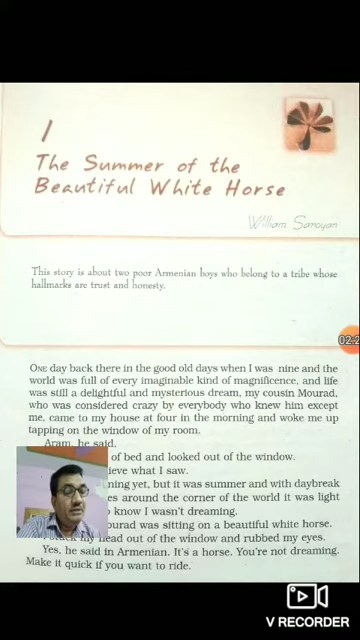 1
The Summer of the
Beautiful White Horse
William Saroyan
This story is about two poor Armenian boys who belong to a tribe whose
hallmarks are trust and honesty.
02:2
ONE day back there in the good old days when I was nine and the
world was full of every imaginable kind of magnificence, and life
was still a delightful and mysterious dream, my cousin Mourad,
who was considered crazy by everybody who knew him except
me, came to my house at four in the morning and woke me up
tapping on the window of my room.
Aram, he said.
of bed and looked out of the window.
ieve what I saw.
ning yet, but it was summer and with daybreak
es around the corner of the world it was light
know I wasn't dreaming.
ourad was sitting on a beautiful white horse.
my head out of the window and rubbed my eyes.
Yes, he said in Armenian. It's a horse. You're not dreaming.
Make it quick if you want to ride.
V RECORDER